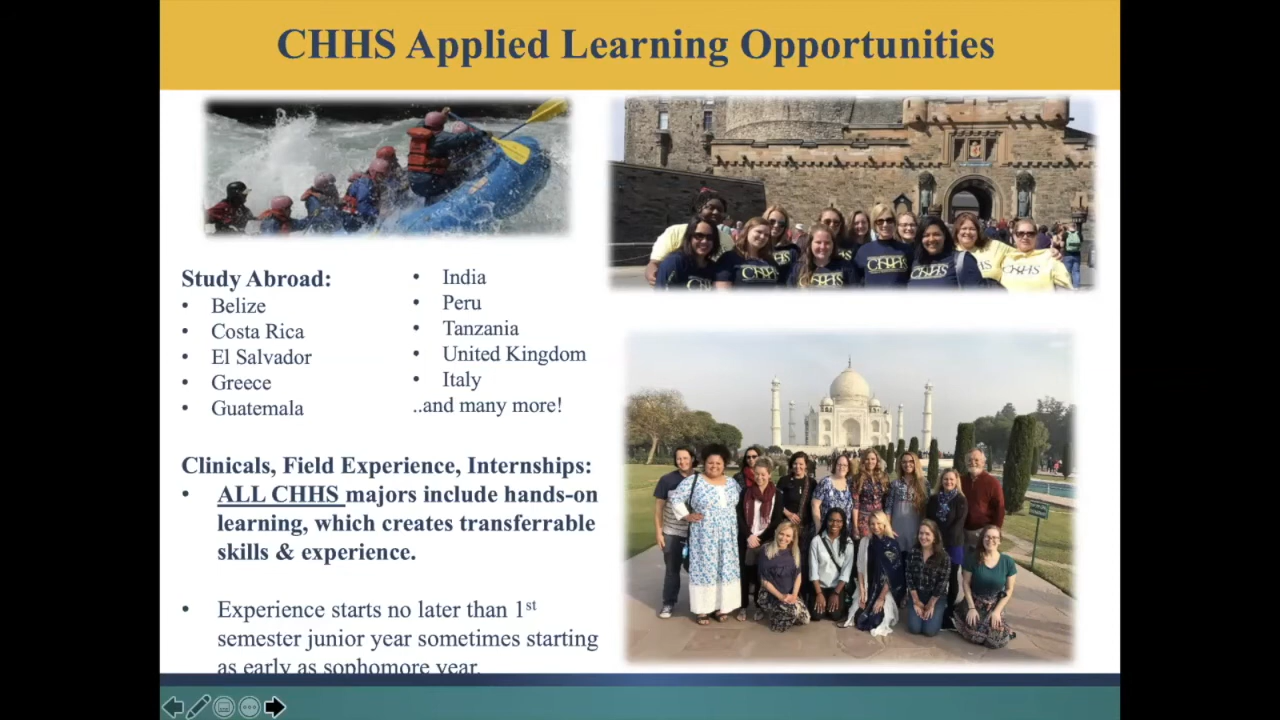 CHHS Applied Learning Opportunities
Study Abroad:
• Belize
• Costa Rica
• El Salvador
• Greece
• Guatemala
• India
• Peru
• Tanzania
• United Kingdom
• Italy
..and many more!
Clinicals, Field Experience, Internships:
• ALL CHHS majors include hands-on
learning, which creates transferrable
skills & experience.
• Experience starts no later than 1st
semester junior year sometimes starting
as early as sophomore year.
CHHS
CHHS
CHHS
CHHS
CHHS